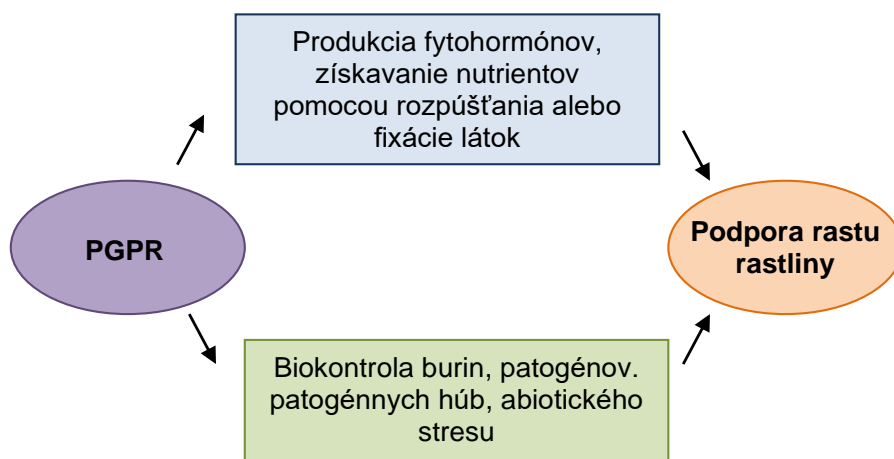 Produkcia fytohormónov,
získavanie nutrientov
pomocou rozpúšťania alebo
fixácie látok
PGPR
Podpora rastu
rastliny
Biokontrola burin, patogénov.
patogénnych húb, abiotického
stresu